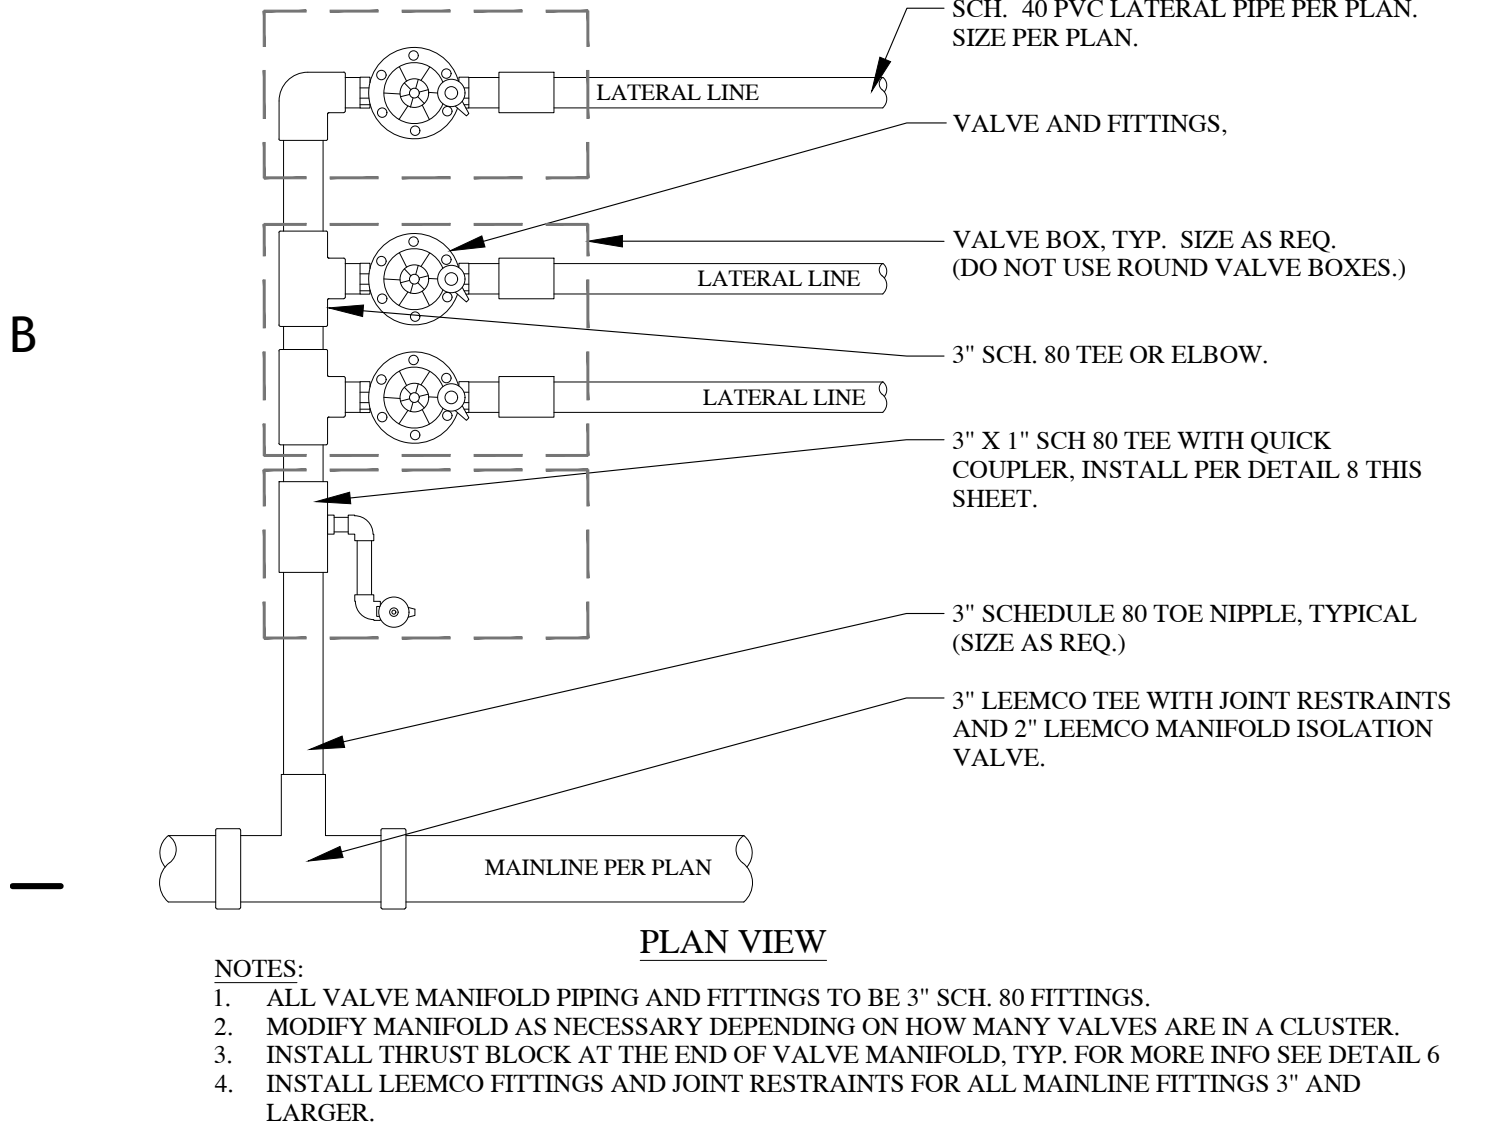 SCH. 40 PVC LATERAL PIPE PER PLAN.
SIZE PER PLAN.
LATERAL LINE
VALVE AND FITTINGS,
VALVE BOX, TYP. SIZE AS REQ.
(DO NOT USE ROUND VALVE BOXES.)
LATERAL LINE
B
3" SCH. 80 TEE OR ELBOW.
LATERAL LINE
3" X 1" SCH 80 TEE WITH QUICK
COUPLER, INSTALL PER DETAIL 8 THIS
SHEET.
3" SCHEDULE 80 TOE NIPPLE, TYPICAL
(SIZE AS REQ.)
3" LEEMCO TEE WITH JOINT RESTRAINTS
AND 2" LEEMCO MANIFOLD ISOLATION
VALVE.
MAINLINE PER PLAN
PLAN VIEW
NOTES:
1. ALL VALVE MANIFOLD PIPING AND FITTINGS TO BE 3" SCH. 80 FITTINGS.
2. MODIFY MANIFOLD AS NECESSARY DEPENDING ON HOW MANY VALVES ARE IN A CLUSTER.
3. INSTALL THRUST BLOCK AT THE END OF VALVE MANIFOLD, TYP. FOR MORE INFO SEE DETAIL 6
4. INSTALL LEEMCO FITTINGS AND JOINT RESTRAINTS FOR ALL MAINLINE FITTINGS 3" AND
LARGER.